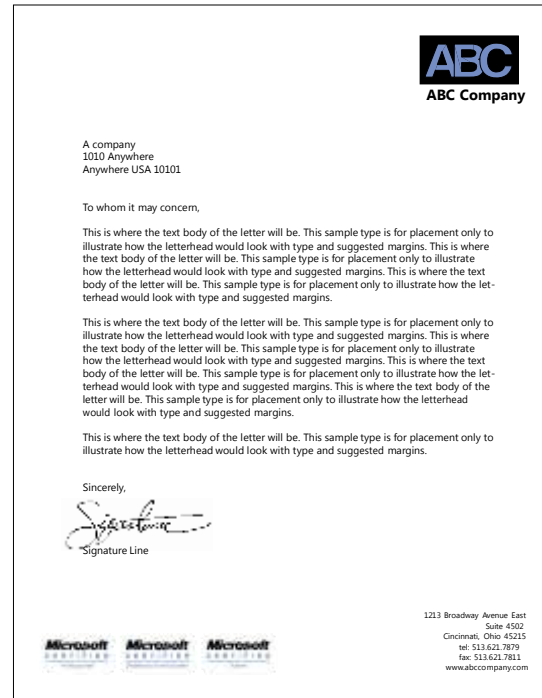 ABC
ABC Company
A company
1010 Anywhere
Anywhere USA 10101
To whom it may concern,
This is where the text body of the letter will be. This sample type is for placement only to
illustrate how the letterhead would look with type and suggested margins. This is where
the text body of the letter will be. This sample type is for placement only to illustrate
how the letterhead would look with type and suggested margins. This is where the text
body of the letter will be. This sample type is for placement only to illustrate how the let-
terhead would look with type and suggested margins.
This is where the text body of the letter will be. This sample type is for placement only to
illustrate how the letterhead would look with type and suggested margins. This is where
the text body of the letter will be. This sample type is for placement only to illustrate
how the letterhead would look with type and suggested margins. This is where the text
body of the letter will be. This sample type is for placement only to illustrate how the let-
terhead would look with type and suggested margins. This is where the text body of the
letter will be. This sample type is for placement only to illustrate how the letterhead
would look with type and suggested margins.
This is where the text body of the letter will be. This sample type is for placement only to
illustrate how the letterhead would look with type and suggested margins.
Sincerely,
Signature
Signature Line
1213 Broadway Avenue East
Suite 4502
Cincinnati, Ohio 45215
tel: 513.621.7879
fax: 513.621.7811
www.abccompany.com
Microsoft Microsoft Microsoft
CERTIFIED CERTIFIED CERTIFIED